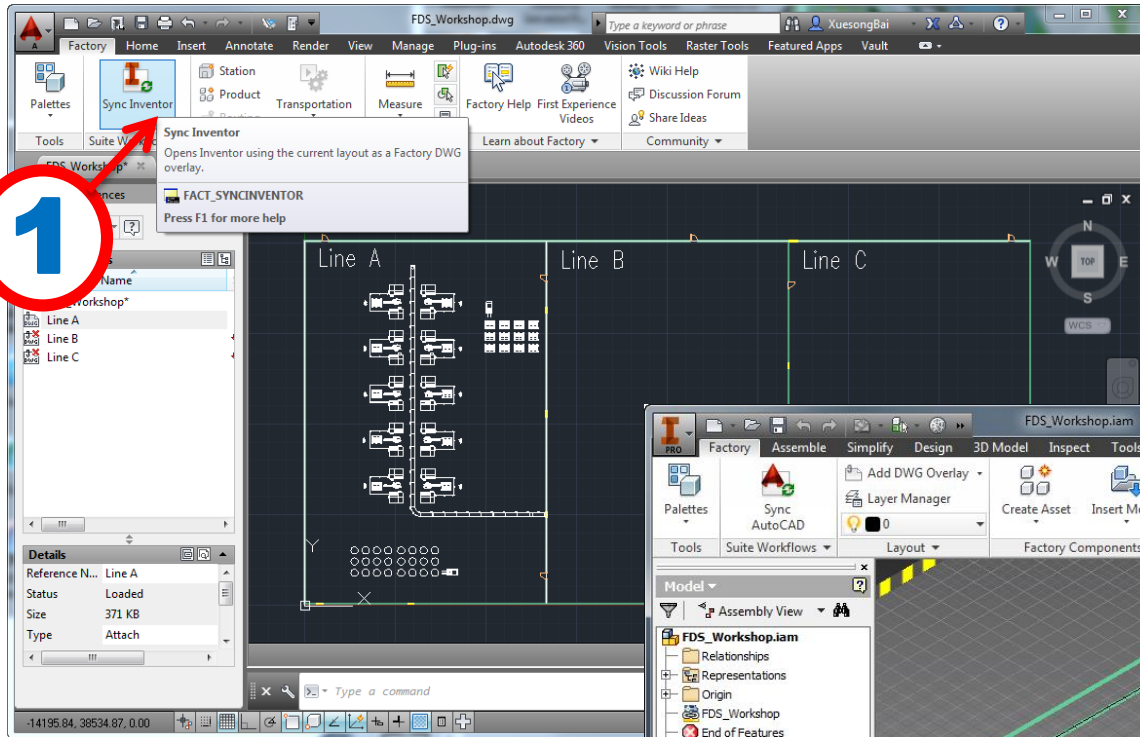 FDS_Workshop.dwg
Type a keyword or phrase
XuesongBai
A
Factory Home Insert Annotate Render View Manage Plug-ins Autodesk 360 Vision Tools Raster Tools Featured Apps Vault
Palettes
Sync Inventor
Station
Product
Transportation
Measure
Factory Help
First Experience
Videos
Wiki Help
Discussion Forum
Share Ideas
Tools
Learn about Factory
Community
Sync Inventor
Opens Inventor using the current layout as a Factory DWG
overlay.
FACT_SYNCINVENTOR
Press F1 for more help
1
Name
Line A
Line B
Line C
Details
Reference N... Line A
Status Loaded
Size 371 KB
Type Attach
Line A
Line B
Line C
Y
X
N
W
TOP
E
S
WCS
Type a command
-14195.84, 38534.87, 0.00
FDS_Workshop.iam
PRO
Factory Assemble Simplify Design 3D Model Inspect Tools
Palettes
Sync
AutoCAD
Add DWG Overlay
Layer Manager
0
Create Asset
Tools
Suite Workflows
Layout
Factory Components
Model
Assembly View
FDS_Workshop.iam
Relationships
Representations
Origin
FDS_Workshop
End of Features